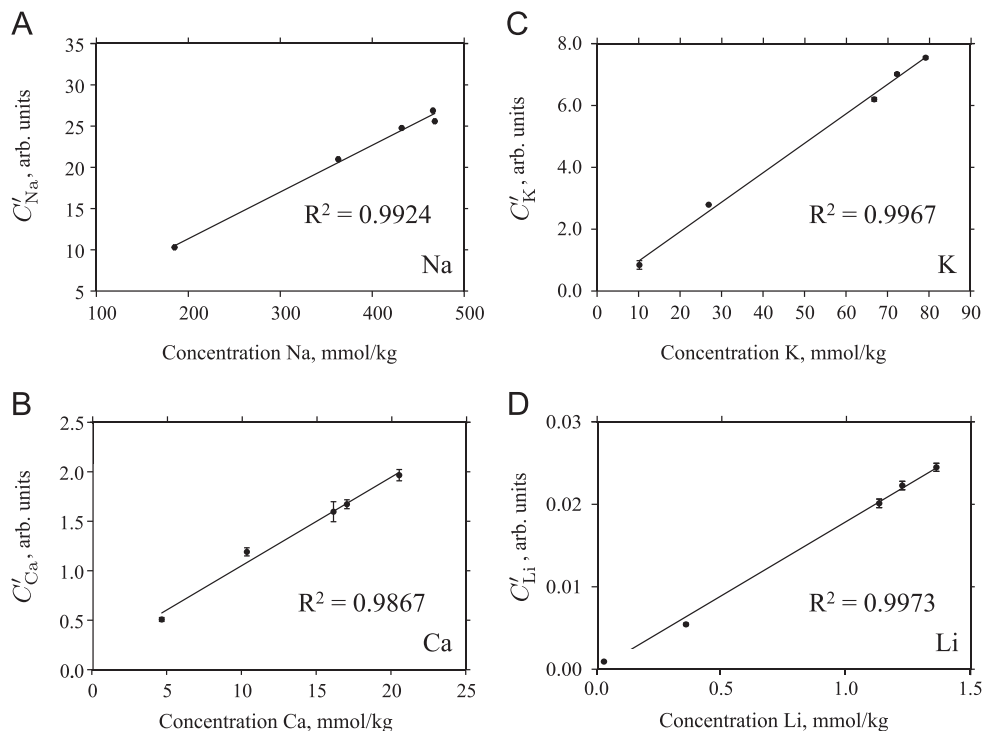 A
35
30
25
20
15
10
5
C′Na, arb. units
R² = 0.9924
Na
100 200 300 400 500
Concentration Na, mmol/kg
C
8.0
6.0
4.0
2.0
0.0
C′K, arb. units
R² = 0.9967
K
0 10 20 30 40 50 60 70 80 90
Concentration K, mmol/kg
B
2.5
2.0
1.5
1.0
0.5
0.0
C′Ca, arb. units
R² = 0.9867
Ca
0 5 10 15 20 25
Concentration Ca, mmol/kg
D
0.03
0.02
0.01
0.00
C′Li, arb. units
R² = 0.9973
Li
0.0 0.5 1.0 1.5
Concentration Li, mmol/kg